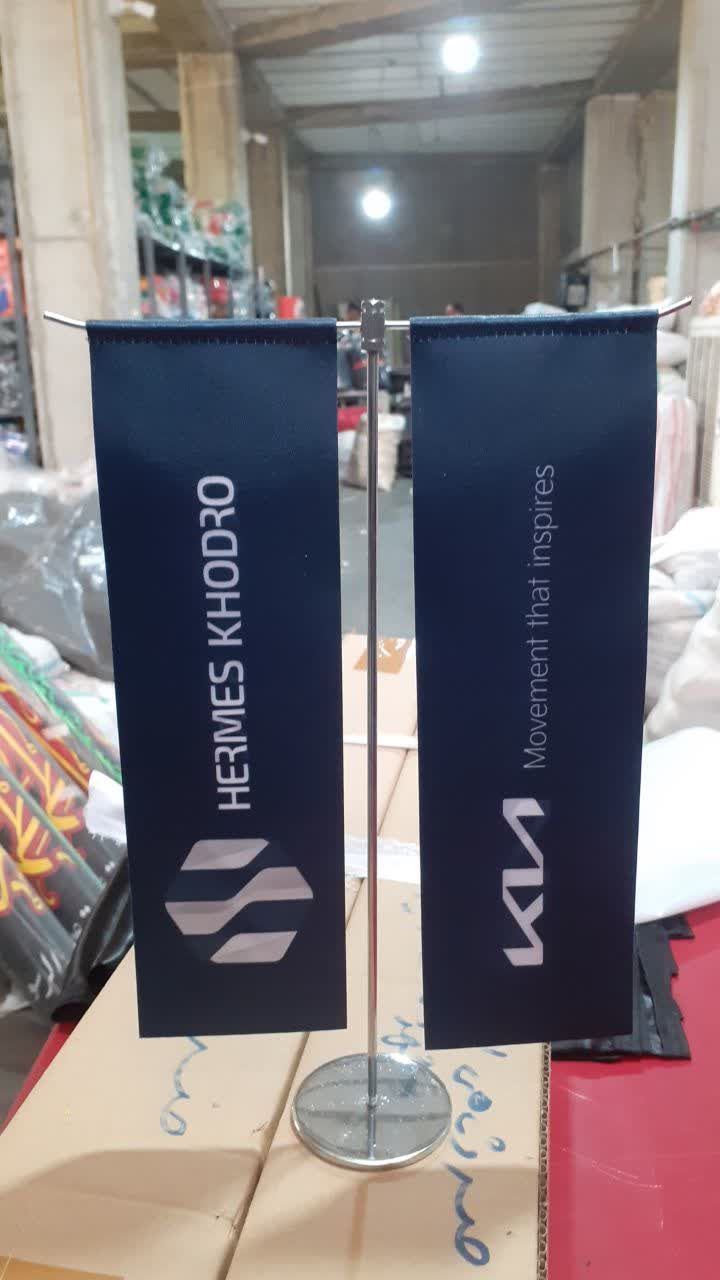 HERMES KHODRO
KIA
Movement that inspires